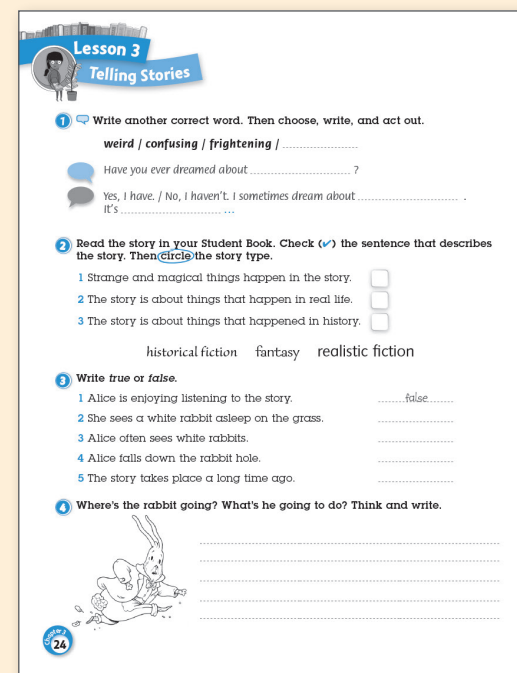 Lesson 3
Telling Stories
1 Write another correct word. Then choose, write, and act out.
weird / confusing / frightening /
Have you ever dreamed about ?
Yes, I have. / No, I haven't. I sometimes dream about .
It's ...
2 Read the story in your Student Book. Check (✔) the sentence that describes
the story. Then circle the story type.
1 Strange and magical things happen in the story.
2 The story is about things that happen in real life.
3 The story is about things that happened in history.
historical fiction fantasy realistic fiction
3 Write true or false.
1 Alice is enjoying listening to the story. false
2 She sees a white rabbit asleep on the grass.
3 Alice often sees white rabbits.
4 Alice falls down the rabbit hole.
5 The story takes place a long time ago.
4 Where's the rabbit going? What's he going to do? Think and write.
Chapter 3
24